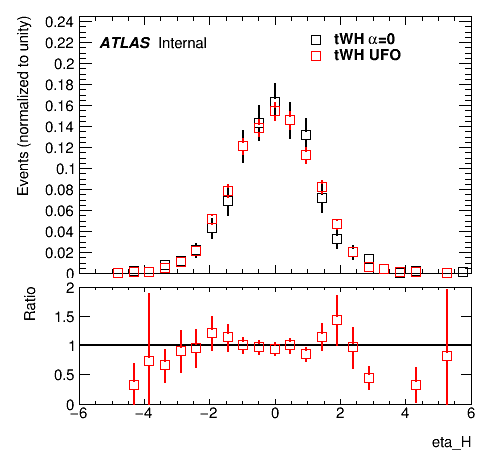 Events (normalized to unity)
0.24
0.22
0.2
0.18
0.16
0.14
0.12
0.1
0.08
0.06
0.04
0.02
0
ATLAS Internal
tWH α=0
tWH UFO
Ratio
2
1.5
1
0.5
0
−6 −4 −2 0 2 4 6
eta_H